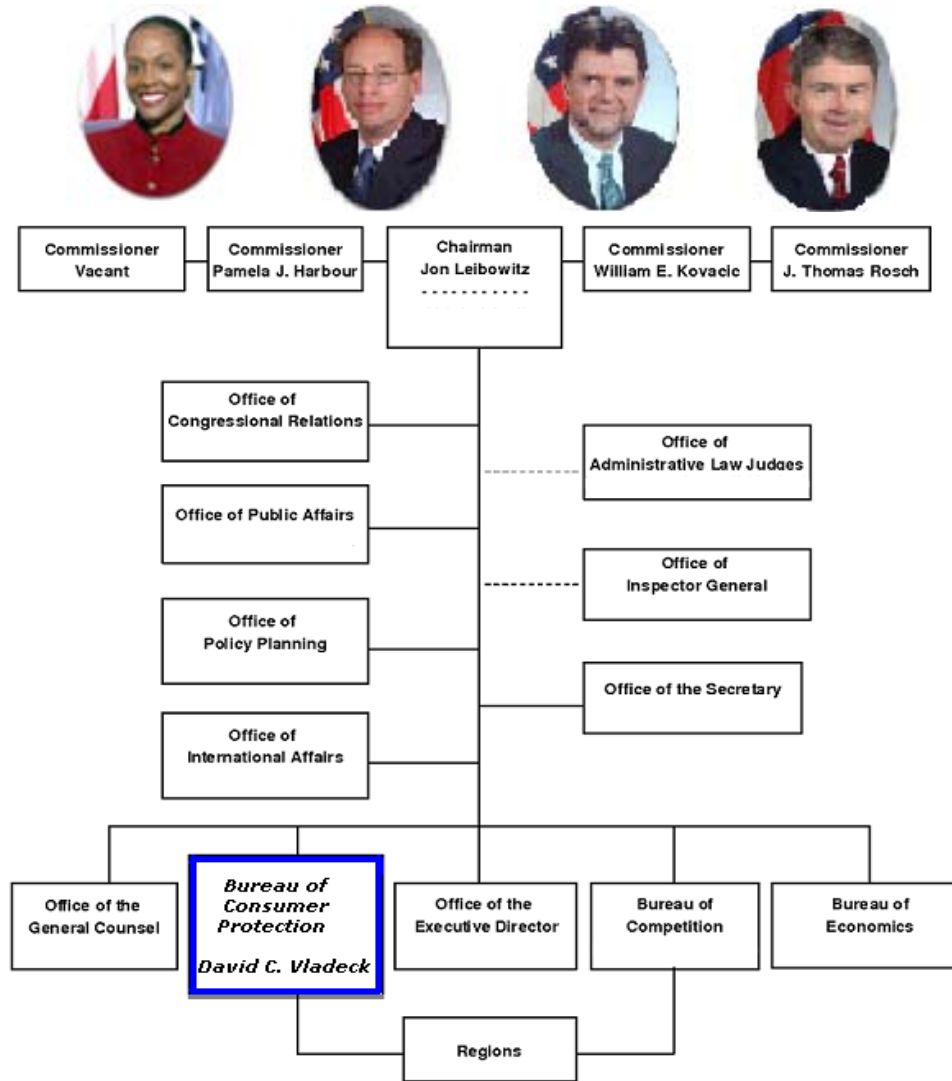 Commissioner
Vacant
Commissioner
Pamela J. Harbour
Chairman
Jon Leibowitz
-----------
Commissioner
William E. Kovacic
Commissioner
J. Thomas Rosch
Office of
Congressional Relations
Office of
Administrative Law Judges
Office of Public Affairs
Office of
Inspector General
Office of
Policy Planning
Office of the Secretary
Office of
International Affairs
Office of the
General Counsel
Bureau of
Consumer
Protection
David C. Vladeck
Office of the
Executive Director
Bureau of
Competition
Bureau of
Economics
Regions